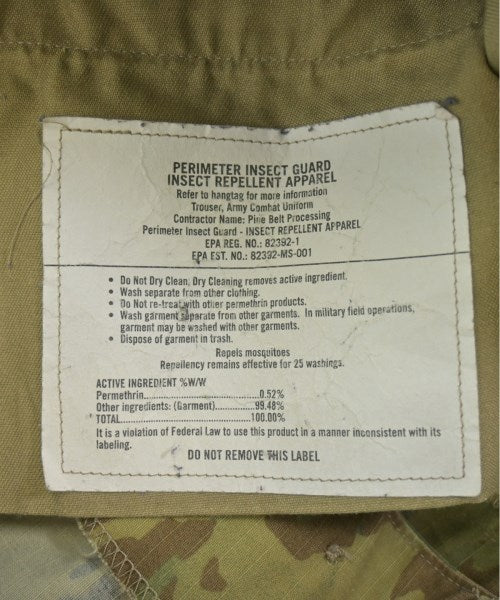 PERIMETER INSECT GUARD
INSECT REPELLENT APPAREL
Refer to hangtag for more information
Trouser, Army Combat Uniform
Contractor Name: Pine Belt Processing
Perimeter Insect Guard - INSECT REPELLENT APPAREL
EPA REG. NO.: 82392-1
EPA EST. NO.: 82392-MS-001
• Do Not Dry Clean; Dry Cleaning removes active ingredient.
• Wash separate from other clothing.
• Do Not re-treat with other permethrin products.
• Wash garment separate from other garments. In military field operations,
garment may be washed with other garments.
• Dispose of garment in trash.
Repels mosquitoes
Repellency remains effective for 25 washings.
ACTIVE INGREDIENT %W/W
Permethrin..............................0.52%
Other ingredients: (Garment)............99.48%
TOTAL...................................100.00%
It is a violation of Federal Law to use this product in a manner inconsistent with its
labeling.
DO NOT REMOVE THIS LABEL